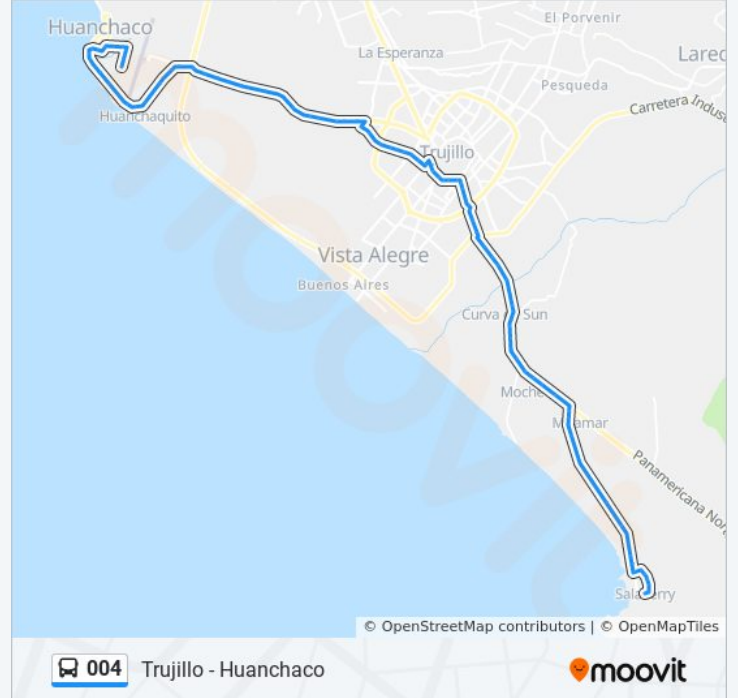 Huanchaco
El Porvenir
La Esperanza
Lared
Pesqueda
Carretera Indus
Huanchaquito
Trujillo
Vista Alegre
Buenos Aires
Curva Sun
Moche
Panamericana Nor
moovit
© OpenStreetMap contributors | © OpenMapTiles
004 Trujillo - Huanchaco
moovit